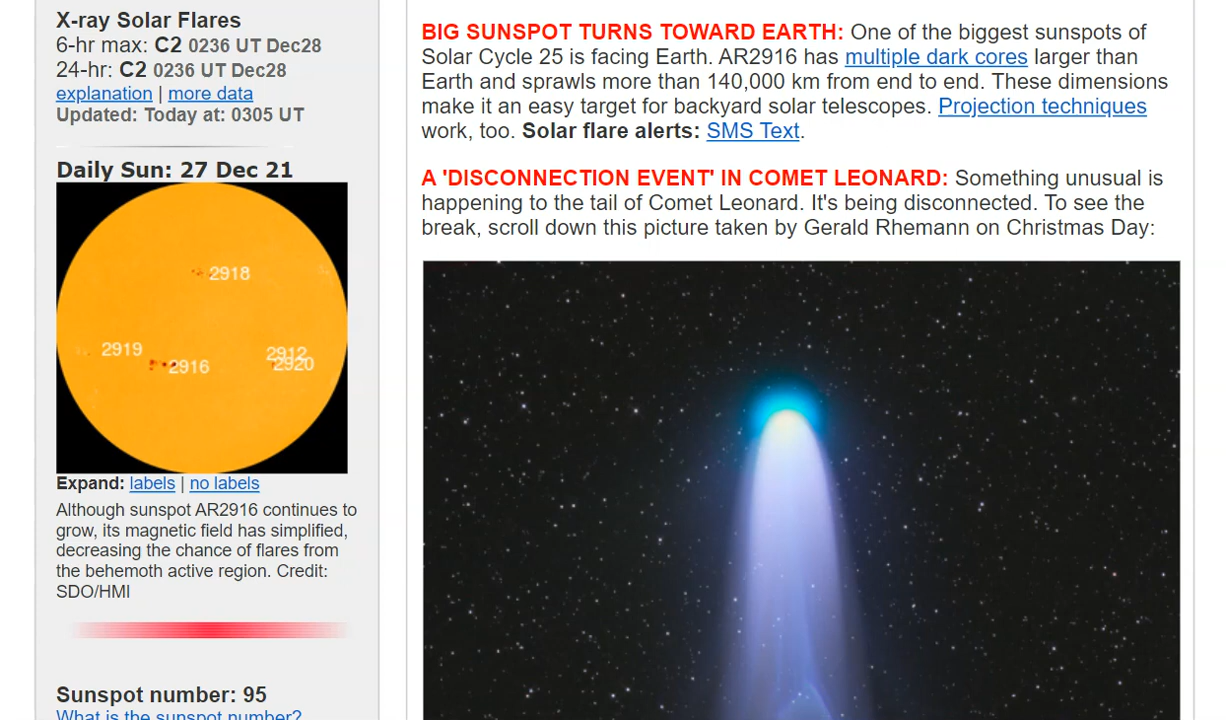 X-ray Solar Flares
6-hr max: C2 0236 UT Dec28
24-hr: C2 0236 UT Dec28
explanation | more data
Updated: Today at: 0305 UT
Daily Sun: 27 Dec 21
2918
2919
2916
2912
2920
Expand: labels | no labels
Although sunspot AR2916 continues to
grow, its magnetic field has simplified,
decreasing the chance of flares from
the behemoth active region. Credit:
SDO/HMI
Sunspot number: 95
What is the sunspot number?
BIG SUNSPOT TURNS TOWARD EARTH: One of the biggest sunspots of
Solar Cycle 25 is facing Earth. AR2916 has multiple dark cores larger than
Earth and sprawls more than 140,000 km from end to end. These dimensions
make it an easy target for backyard solar telescopes. Projection techniques
work, too. Solar flare alerts: SMS Text.
A 'DISCONNECTION EVENT' IN COMET LEONARD: Something unusual is
happening to the tail of Comet Leonard. It's being disconnected. To see the
break, scroll down this picture taken by Gerald Rhemann on Christmas Day: